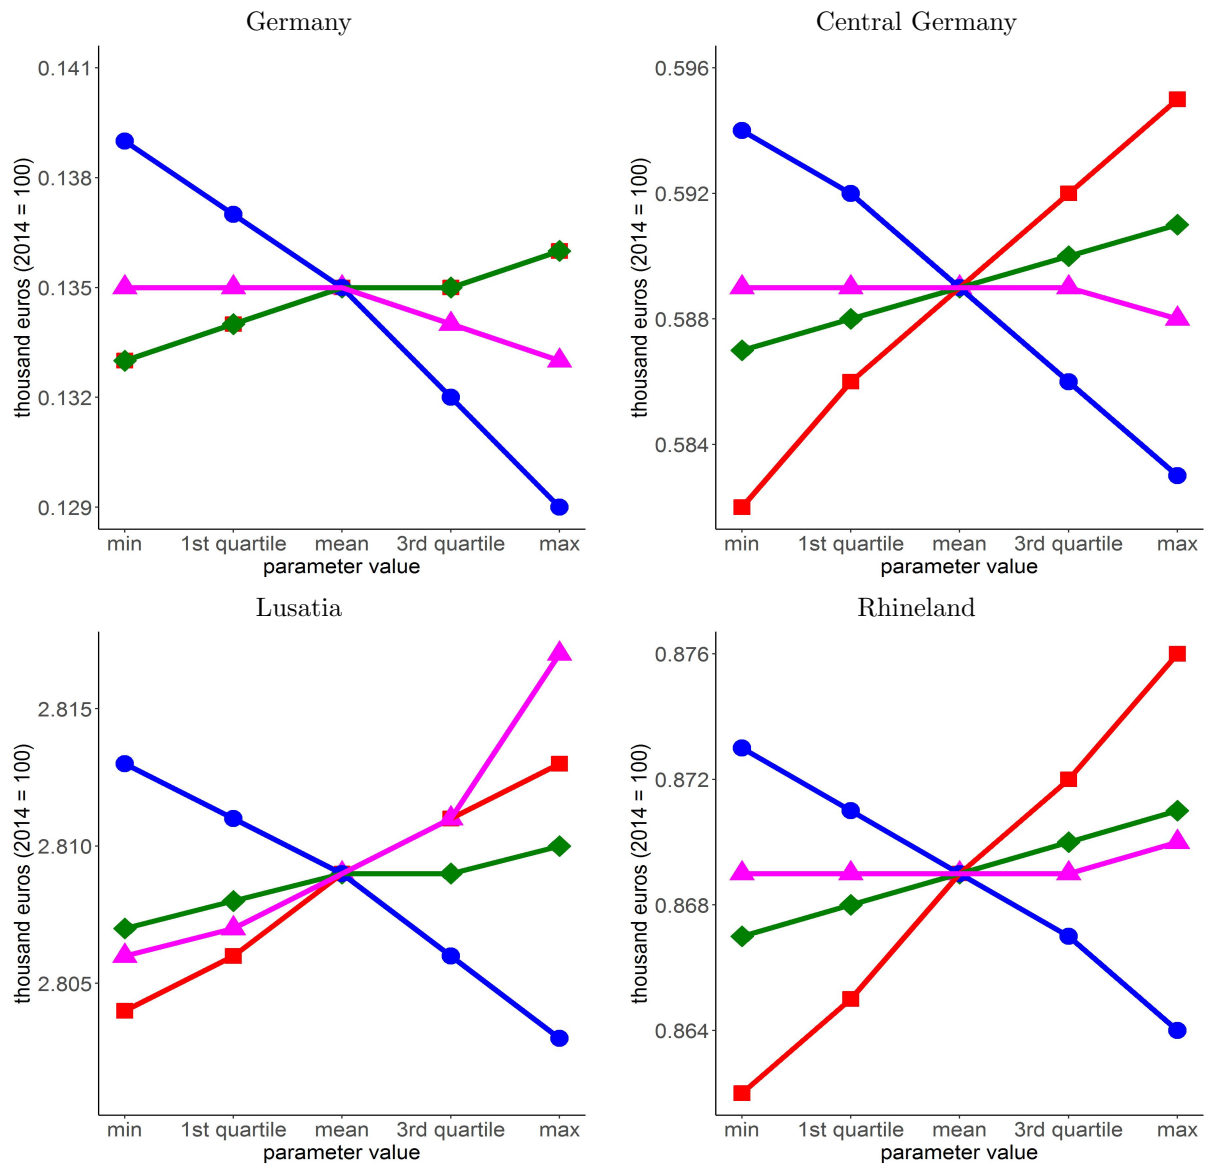 Germany
thousand euros (2014 = 100)
0.141
0.138
0.135
0.132
0.129
min 1st quartile mean 3rd quartile max
parameter value
Central Germany
thousand euros (2014 = 100)
0.596
0.592
0.588
0.584
min 1st quartile mean 3rd quartile max
parameter value
Lusatia
thousand euros (2014 = 100)
2.815
2.810
2.805
min 1st quartile mean 3rd quartile max
parameter value
Rhineland
thousand euros (2014 = 100)
0.876
0.872
0.868
0.864
min 1st quartile mean 3rd quartile max
parameter value